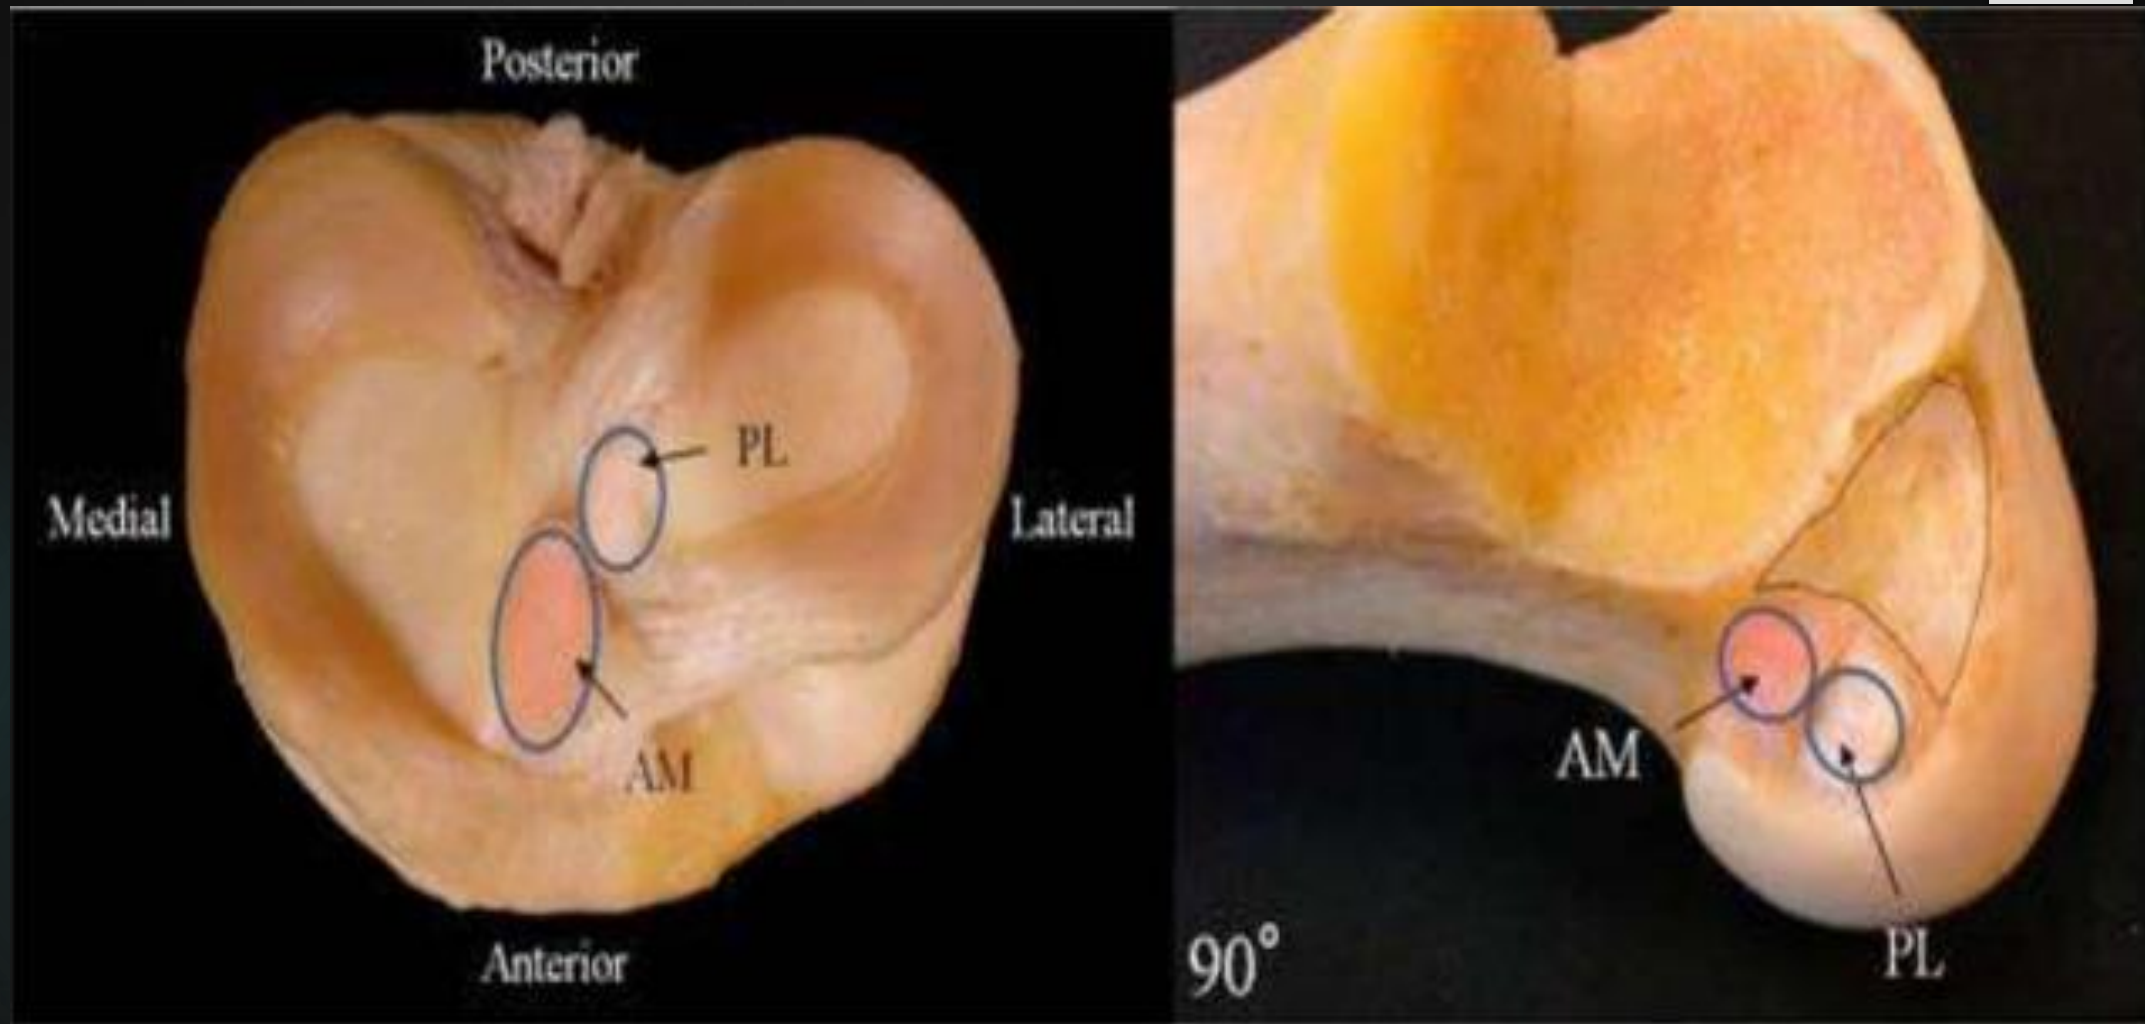 Posterior
PL
Medial
Lateral
AM
Anterior
AM
PL
90°